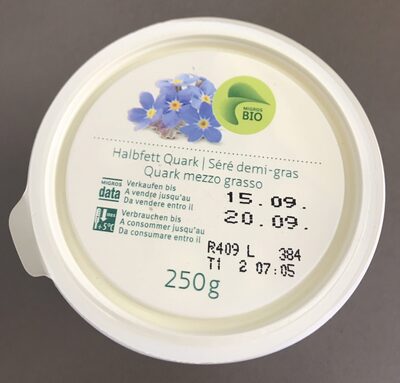 MIGROS
BIO
Halbfett Quark | Séré demi-gras
Quark mezzo grasso
MIGROS
data
Verkaufen bis
A vendre jusqu'au
Da vendere entro il
15.09.
Verbrauchen bis
A consommer jusqu'au
Da consumare entro il
20.09.
+5°C
R409 L 384
T1 2 07:05
250g